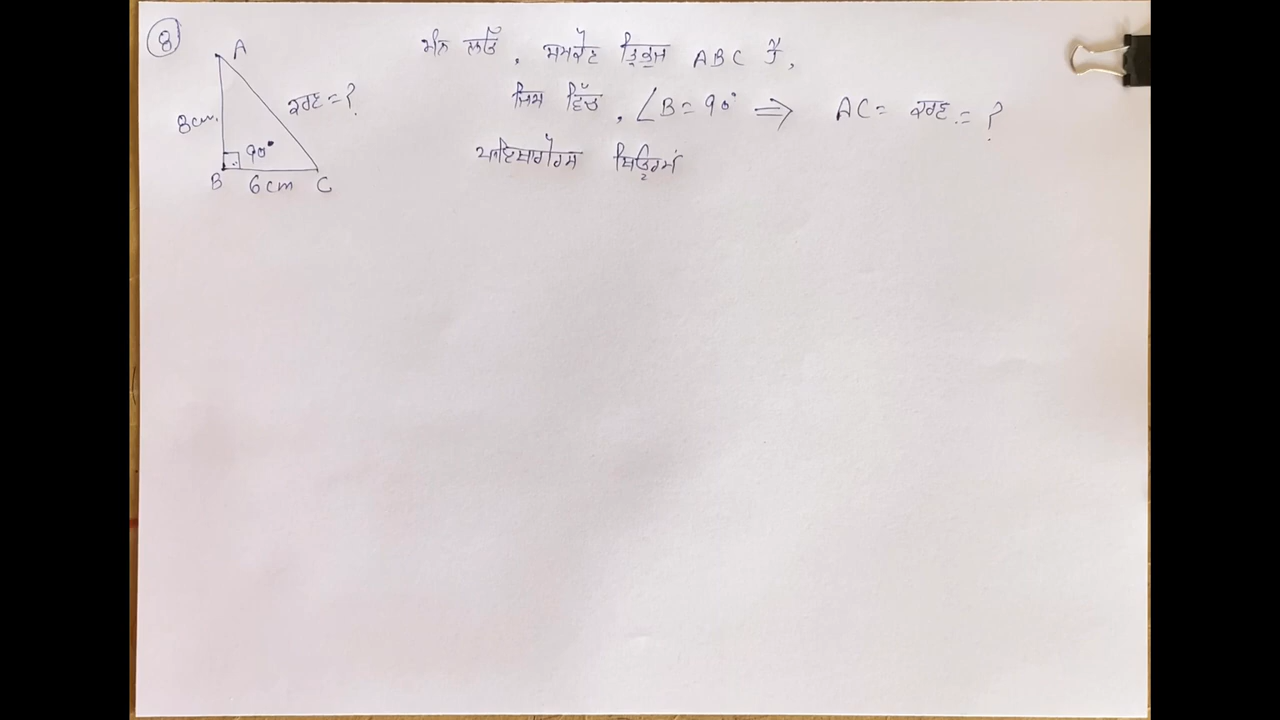 8
A
8cm.
ਕਰਣ = ?
90°
B 6cm C
ਮੰਨ ਲਓ, ਸਮਕੋਣ ਤ੍ਰਿਭੁਜ ABC ਹੈ,
ਜਿਸ ਵਿੱਚ, ∠B = 90° ⇒ AC = ਕਰਣ = ?
ਪਾਇਥਾਗੋਰਸ ਥਿਊਰਮ